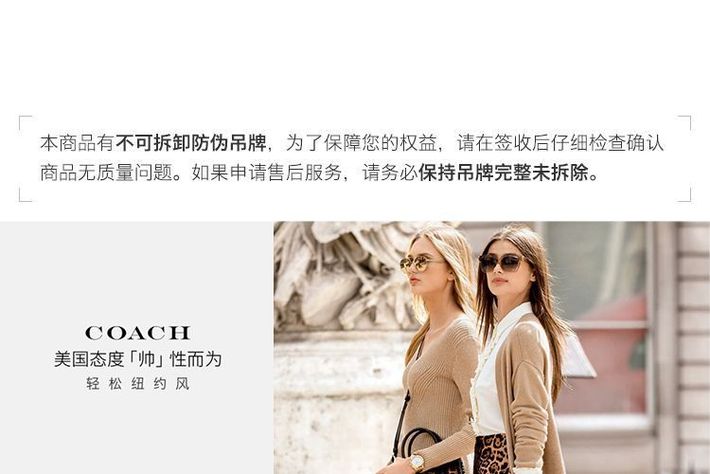 本商品有不可拆卸防伪吊牌，为了保障您的权益，请在签收后仔细检查确认
商品无质量问题。如果申请售后服务，请务必保持吊牌完整未拆除。
COACH
美国态度「帅」性而为
轻松纽约风